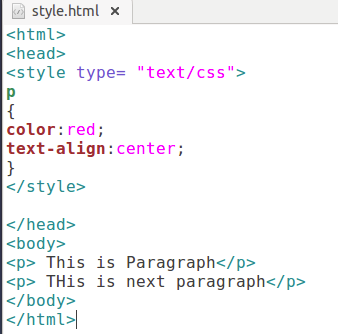 style.html ×
<html>
<head>
<style type= "text/css">
p
{
color:red;
text-align:center;
}
</style>

</head>
<body>
<p> This is Paragraph</p>
<p> THis is next paragraph</p>
</body>
</html>